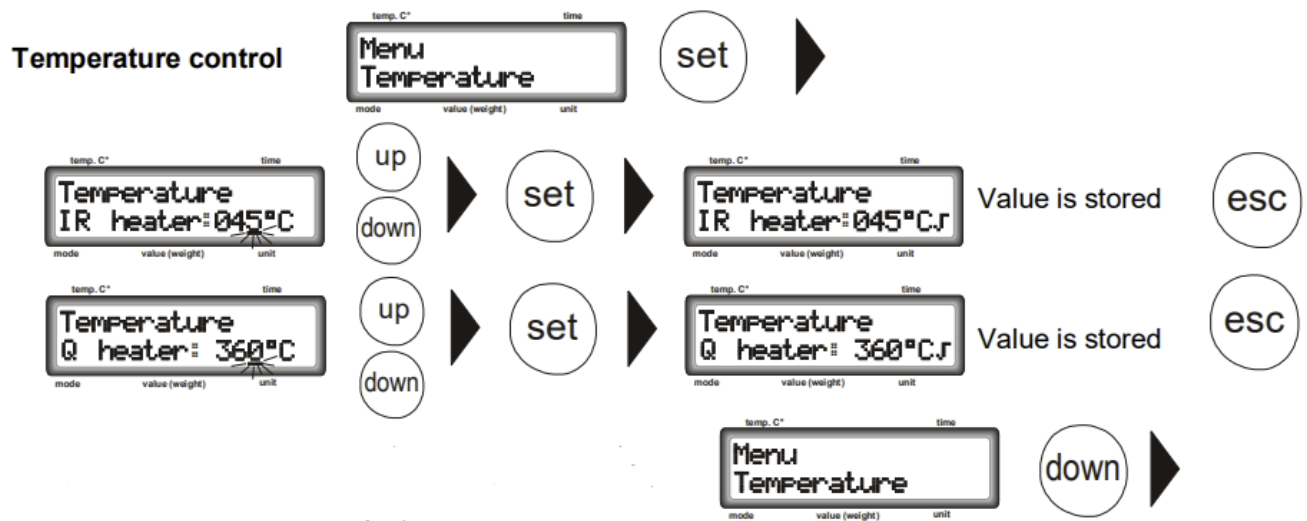 temp. C° time
Temperature control
Menu
Temperature
set
mode value (weight) unit
temp. C° time
Temperature
IR heater:045°C
mode value (weight) unit
up
down
set
temp. C° time
Temperature
IR heater:045°C√
mode value (weight) unit
Value is stored
esc
temp. C° time
Temperature
Q heater: 360°C
mode value (weight) unit
up
down
set
temp. C° time
Temperature
Q heater: 360°C√
mode value (weight) unit
Value is stored
esc
temp. C° time
Menu
Temperature
mode value (weight) unit
down